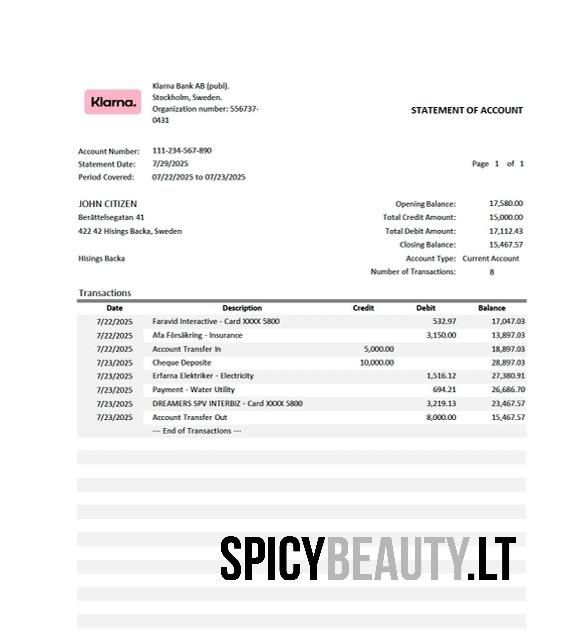 Klarna.
Klarna Bank AB (publ).
Stockholm, Sweden.
Organization number: 556737-
0431
STATEMENT OF ACCOUNT
Account Number: 111-234-567-890
Statement Date: 7/29/2025 Page 1 of 1
Period Covered: 07/22/2025 to 07/23/2025
JOHN CITIZEN Opening Balance: 17,580.00
Beråttelsegatan 41 Total Credit Amount: 15,000.00
422 42 Hisings Backa, Sweden Total Debit Amount: 17,112.43
Closing Balance: 15,467.57
Hisings Backa Account Type: Current Account
Number of Transactions: 8
Transactions
Date Description Credit Debit Balance
7/22/2025 Faravid Interactive - Card XXXX 5800 532.97 17,047.03
7/22/2025 Afa Försäkring - Insurance 3,150.00 13,897.03
7/22/2025 Account Transfer In 5,000.00 18,897.03
7/23/2025 Cheque Deposite 10,000.00 28,897.03
7/23/2025 Erfarna Elektriker - Electricity 1,516.12 27,380.91
7/23/2025 Payment - Water Utility 694.21 26,686.70
7/23/2025 DREAMERS SPV INTERBIZ - Card XXXX 5800 3,219.13 23,467.57
7/23/2025 Account Transfer Out 8,000.00 15,467.57
--- End of Transactions ---
SPICYBEAUTY.LT